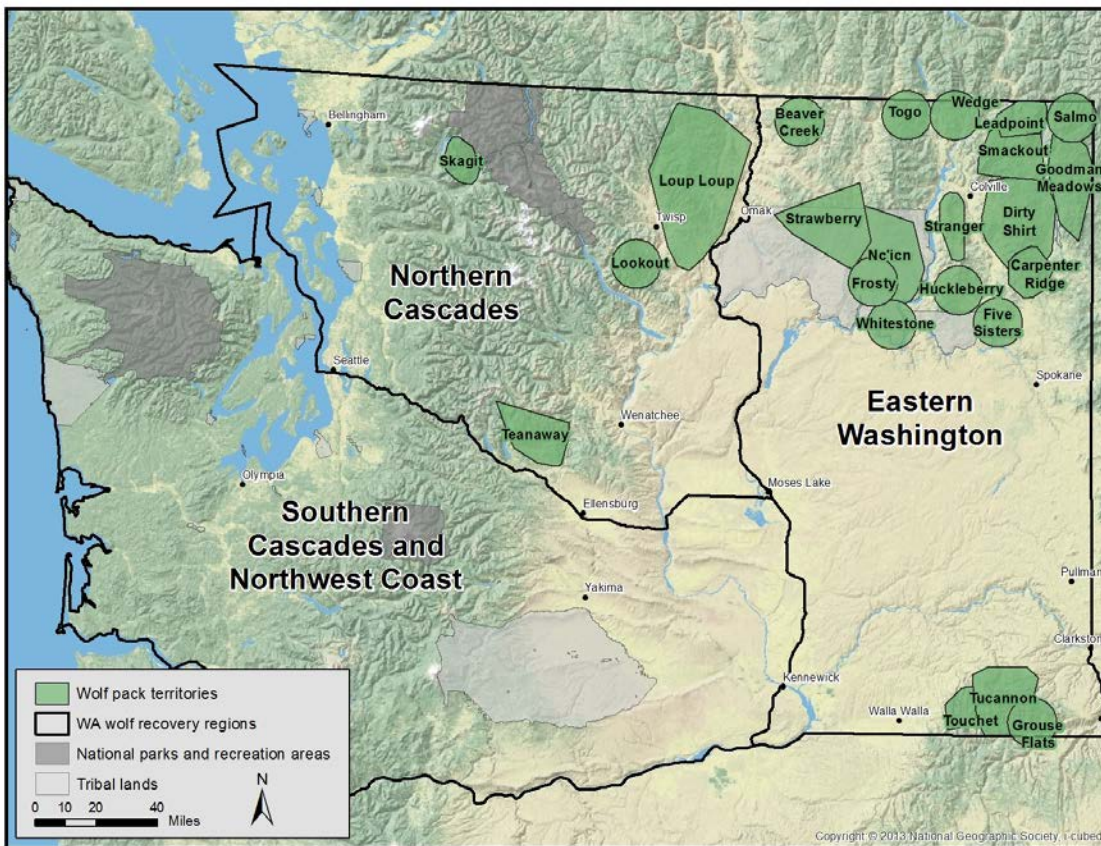 Bellingham
Skagit
Beaver
Creek
Togo
Wedge
Leadpoint
Salmo
Smackout
Goodman
Meadows
Loup Loup
Colville
Twisp
Omak
Strawberry
Stranger
Dirty
Shirt
Nc'icn
Lookout
Northern
Cascades
Frosty
Huckleberry
Carpenter
Ridge
Whitestone
Five
Sisters
Seattle
Spokane
Eastern
Washington
Teanaway
Wenatchee
Olympia
Moses Lake
Southern
Cascades and
Northwest Coast
Ellensburg
Yakima
Pullman
Clarkston
Kennewick
Walla Walla
Tucannon
Touchet
Grouse
Flats
Wolf pack territories
WA wolf recovery regions
National parks and recreation areas
Tribal lands
N
0 10 20 40
Miles
Copyright © 2013 National Geographic Society, i-cubed